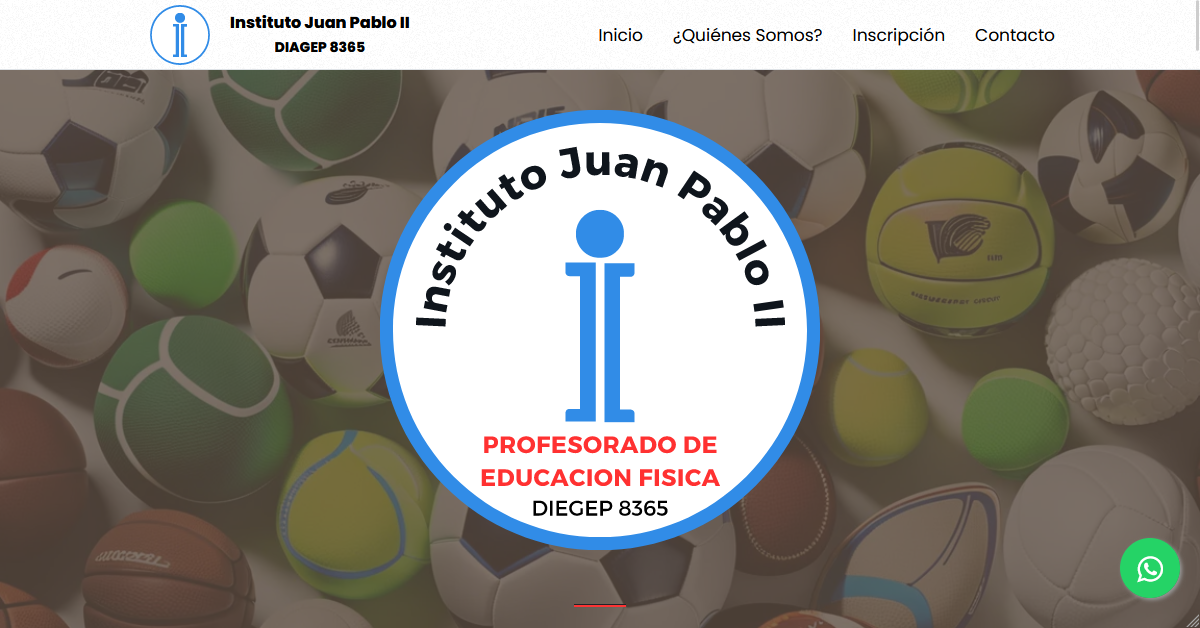 Instituto Juan Pablo II
DIAGEP 8365
Inicio
¿Quiénes Somos?
Inscripción
Contacto
Instituto Juan Pablo II
PROFESORADO DE
EDUCACION FISICA
DIEGEP 8365